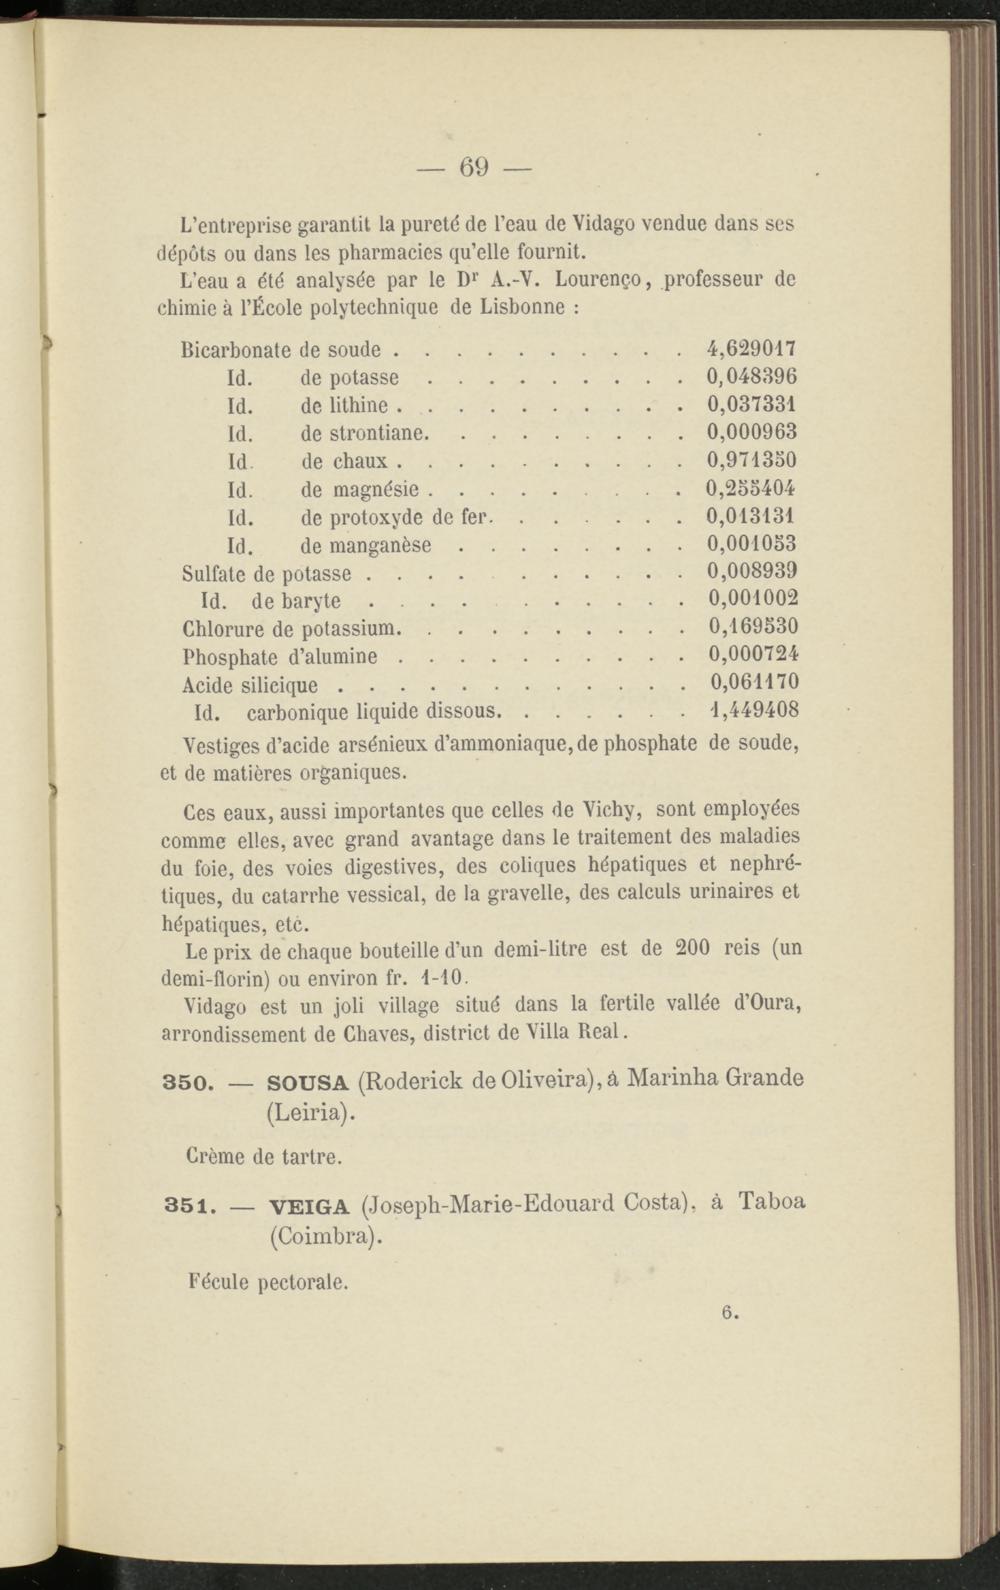 — 69 —
L'entreprise garantit la pureté de l'eau de Vidago vendue dans ses
dépôts ou dans les pharmacies qu'elle fournit.
L'eau a été analysée par le Dr A.-V. Lourenço, professeur de
chimie à l'École polytechnique de Lisbonne :
Bicarbonate de soude . . . . . . . . . . 4,629017
Id. de potasse . . . . . . . . . 0,048396
Id. de lithine . . . . . . . . . . 0,037331
Id. de strontiane. . . . . . . . . 0,000963
Id. de chaux . . . . . . . . . . 0,971350
Id. de magnésie . . . . . . . . . 0,255404
Id. de protoxyde de fer. . . . . . . 0,013131
Id. de manganèse . . . . . . . . 0,001053
Sulfate de potasse . . . . . . . . . . 0,008939
Id. de baryte . . . . . . . . . . 0,001002
Chlorure de potassium. . . . . . . . . . 0,169530
Phosphate d'alumine . . . . . . . . . . 0,000724
Acide silicique . . . . . . . . . . . . 0,061170
Id. carbonique liquide dissous. . . . . . . 1,449408
Vestiges d'acide arsénieux d'ammoniaque, de phosphate de soude,
et de matières organiques.
Ces eaux, aussi importantes que celles de Vichy, sont employées
comme elles, avec grand avantage dans le traitement des maladies
du foie, des voies digestives, des coliques hépatiques et nephré-
tiques, du catarrhe vessical, de la gravelle, des calculs urinaires et
hépatiques, etc.
Le prix de chaque bouteille d'un demi-litre est de 200 reis (un
demi-florin) ou environ fr. 1-10.
Vidago est un joli village situé dans la fertile vallée d'Oura,
arrondissement de Chaves, district de Villa Real.
350. — SOUSA (Roderick de Oliveira), à Marinha Grande
(Leiria).
Crème de tartre.
351. — VEIGA (Joseph-Marie-Edouard Costa), à Taboa
(Coimbra).
Fécule pectorale.
6.